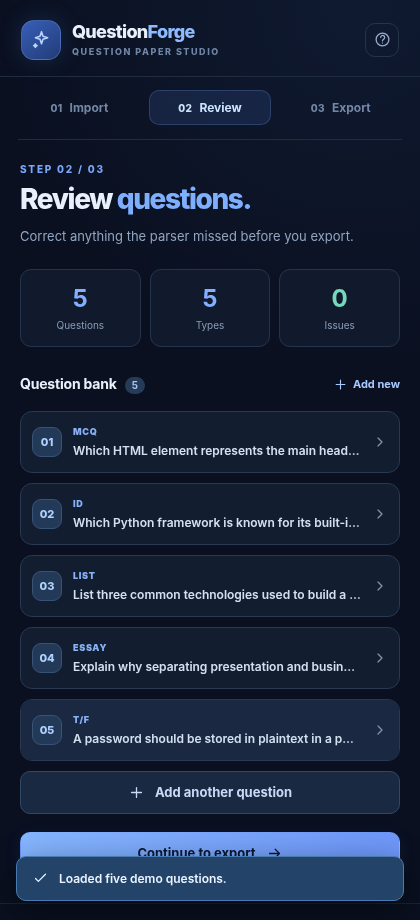 QuestionForge
QUESTION PAPER STUDIO
01 Import
02 Review
03 Export
STEP 02 / 03
Review questions.
Correct anything the parser missed before you export.
5
Questions
5
Types
0
Issues
Question bank 5
Add new
01
MCQ
Which HTML element represents the main head...
02
ID
Which Python framework is known for its built-i...
03
LIST
List three common technologies used to build a ...
04
ESSAY
Explain why separating presentation and busin...
05
T/F
A password should be stored in plaintext in a p...
Add another question
Continue to export
Loaded five demo questions.